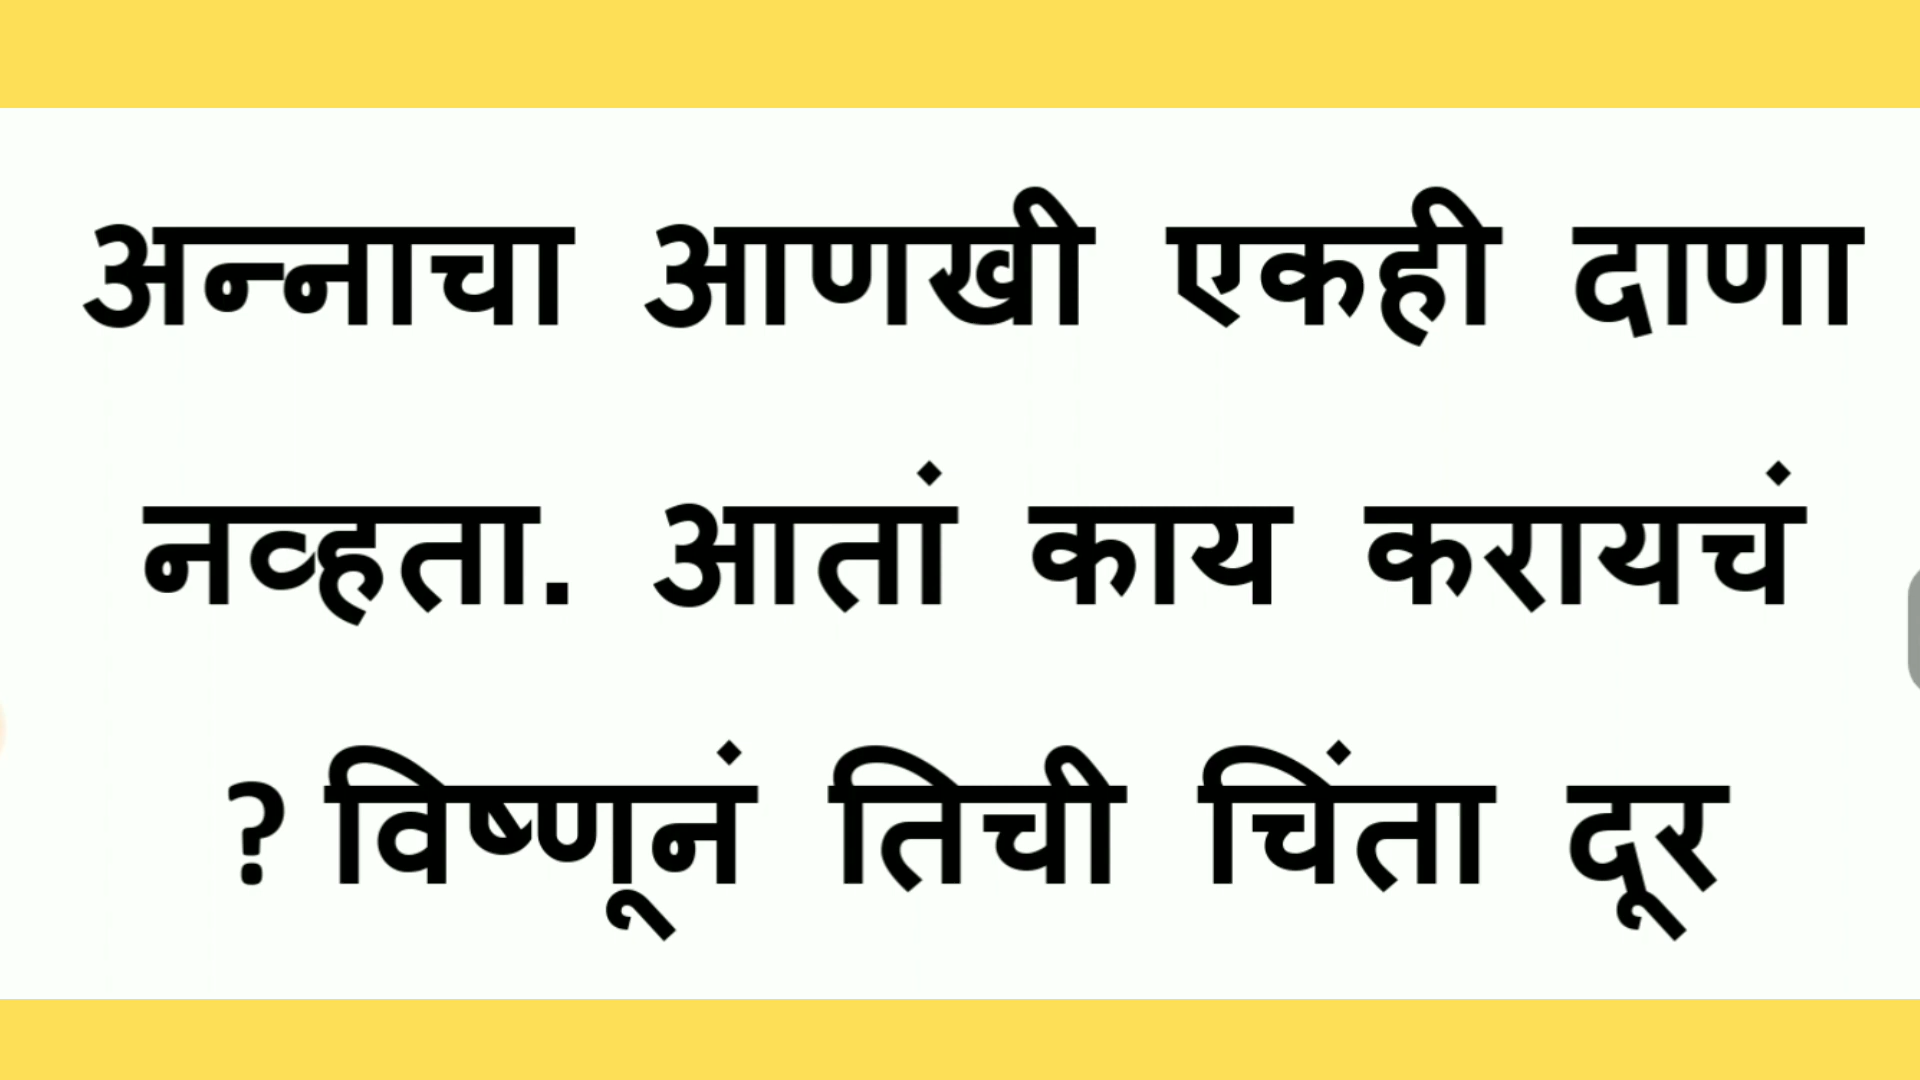 अन्नाचा आणखी एकही दाणा
नव्हता. आतां काय करायचं
? विष्णूनं तिची चिंता दूर